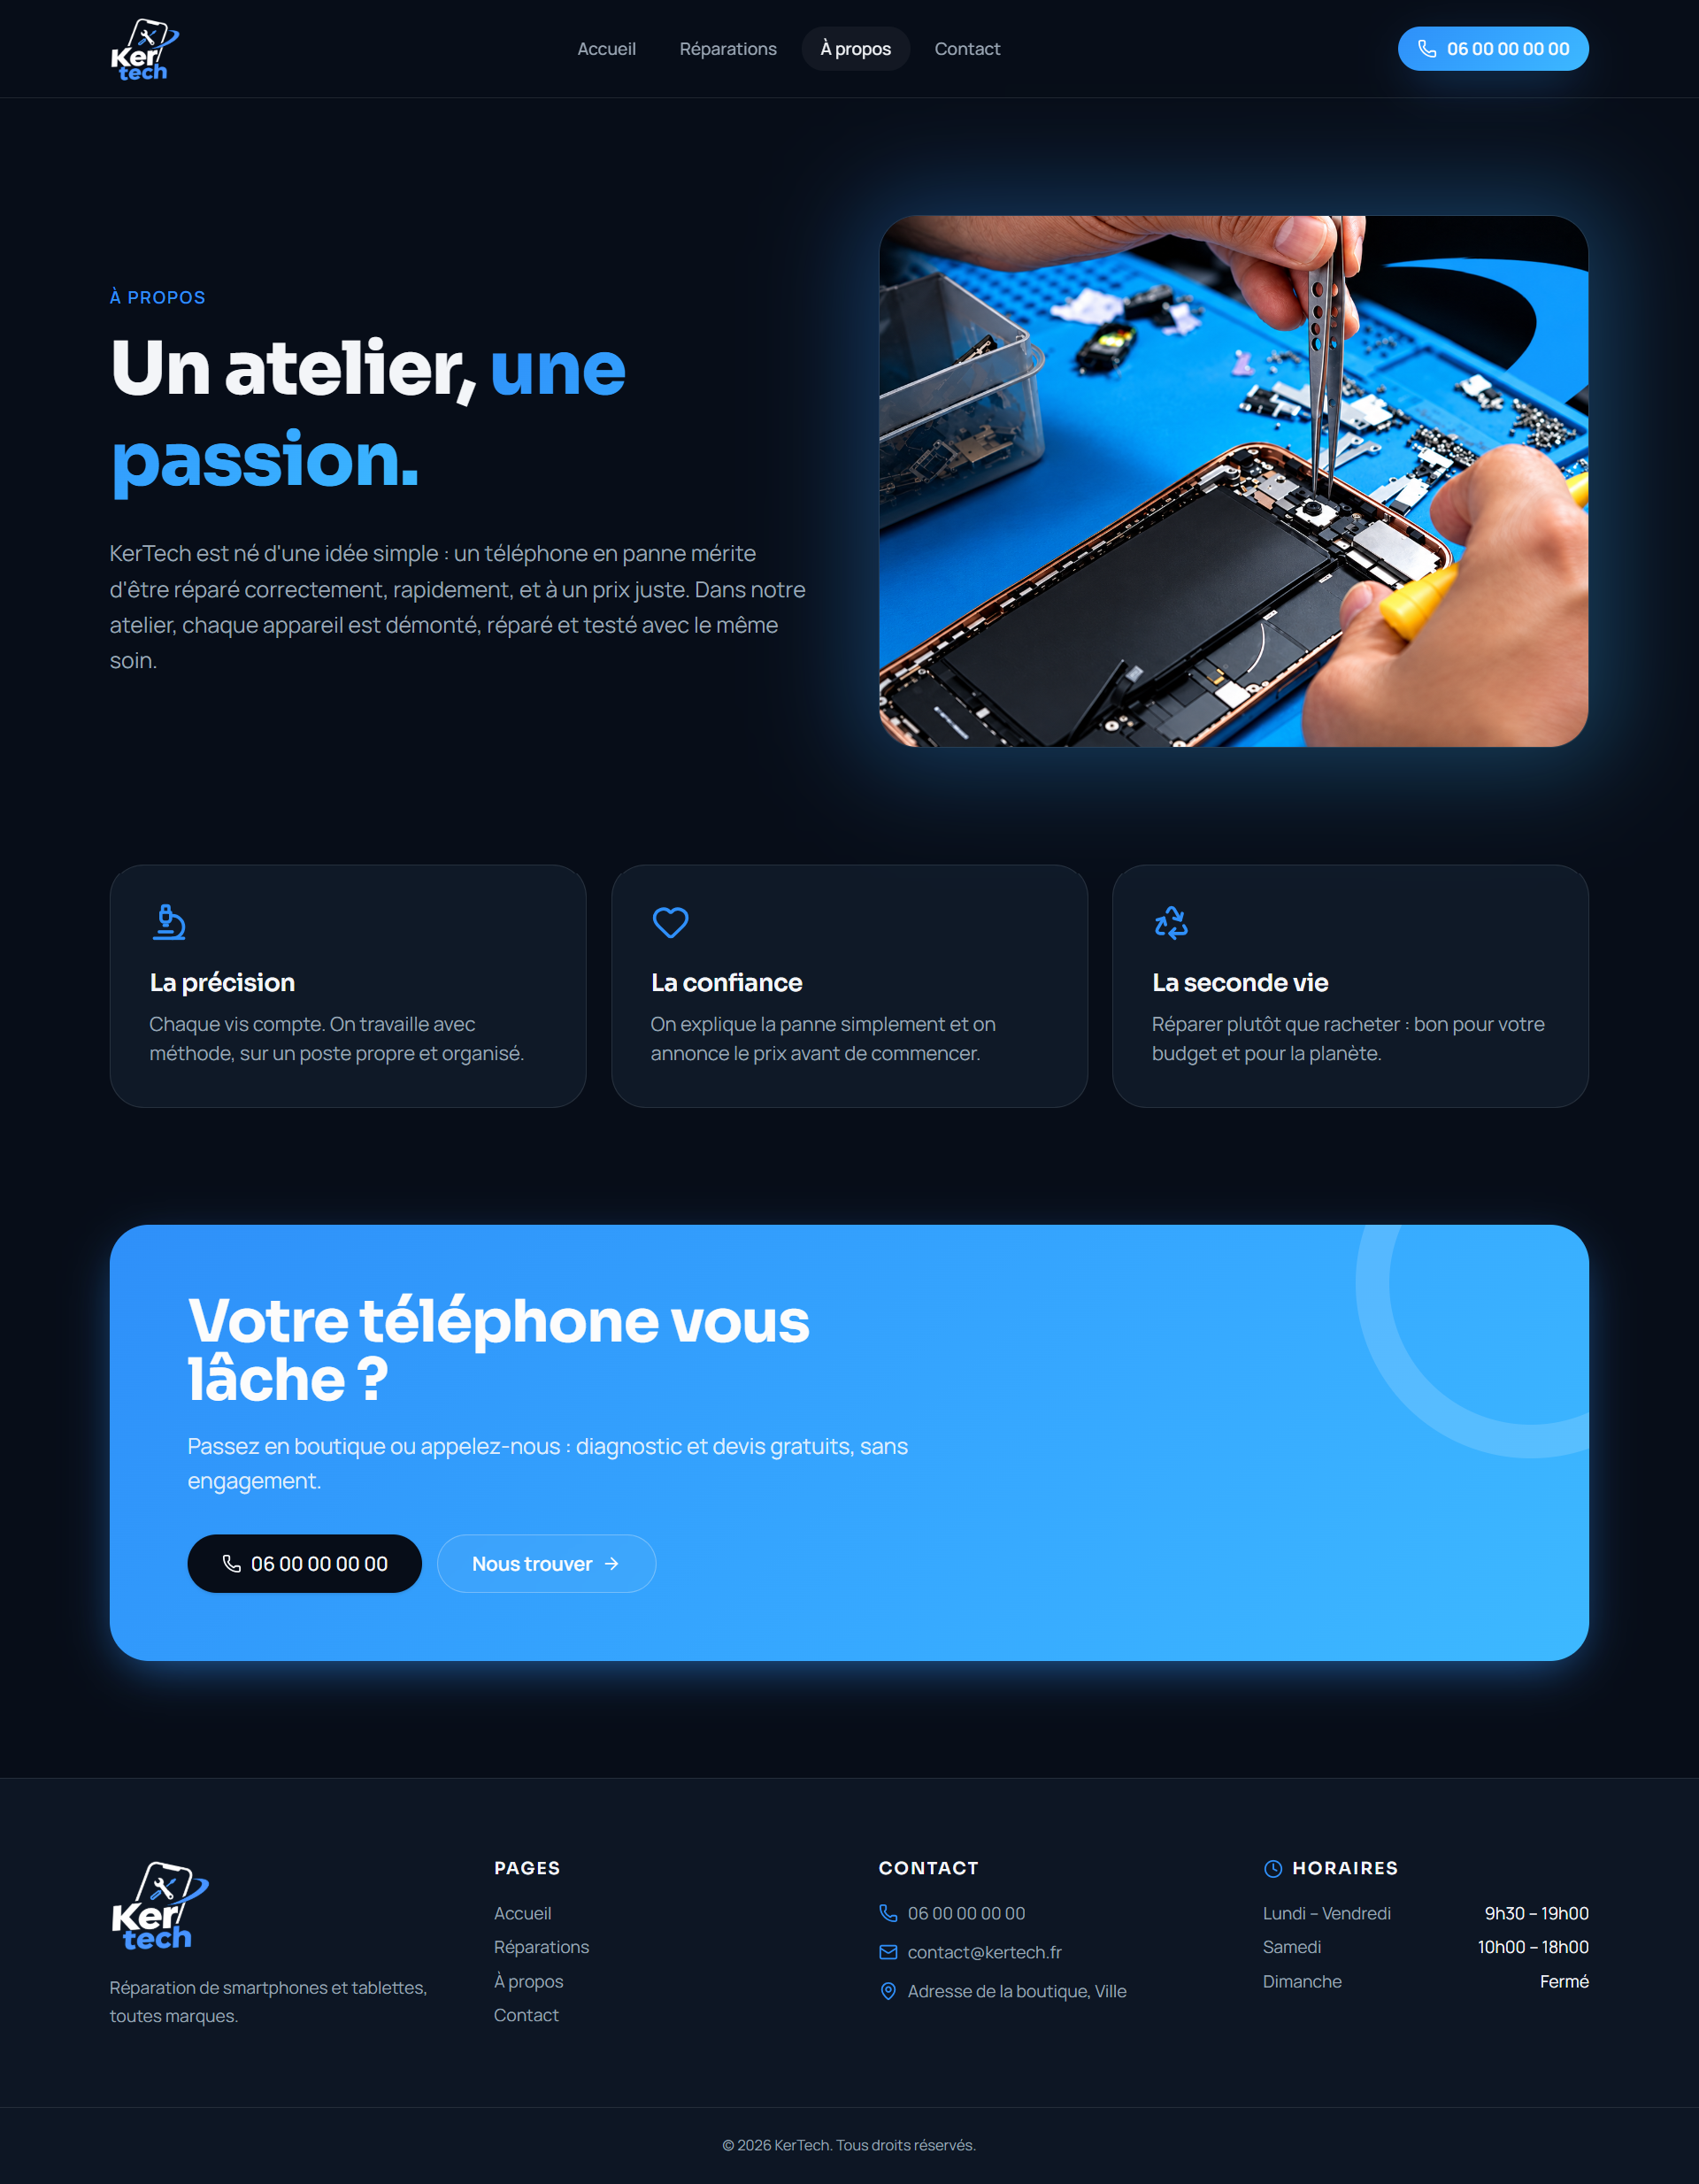 Ker
tech
Accueil
Réparations
À propos
Contact
06 00 00 00 00
À PROPOS
Un atelier, une
passion.
KerTech est né d'une idée simple : un téléphone en panne mérite
d'être réparé correctement, rapidement, et à un prix juste. Dans notre
atelier, chaque appareil est démonté, réparé et testé avec le même
soin.
La précision
Chaque vis compte. On travaille avec
méthode, sur un poste propre et organisé.
La confiance
On explique la panne simplement et on
annonce le prix avant de commencer.
La seconde vie
Réparer plutôt que racheter : bon pour votre
budget et pour la planète.
Votre téléphone vous
lâche ?
Passez en boutique ou appelez-nous : diagnostic et devis gratuits, sans
engagement.
06 00 00 00 00
Nous trouver
Ker
tech
Réparation de smartphones et tablettes,
toutes marques.
PAGES
Accueil
Réparations
À propos
Contact
CONTACT
06 00 00 00 00
contact@kertech.fr
Adresse de la boutique, Ville
HORAIRES
Lundi – Vendredi 9h30 – 19h00
Samedi 10h00 – 18h00
Dimanche Fermé
© 2026 KerTech. Tous droits réservés.